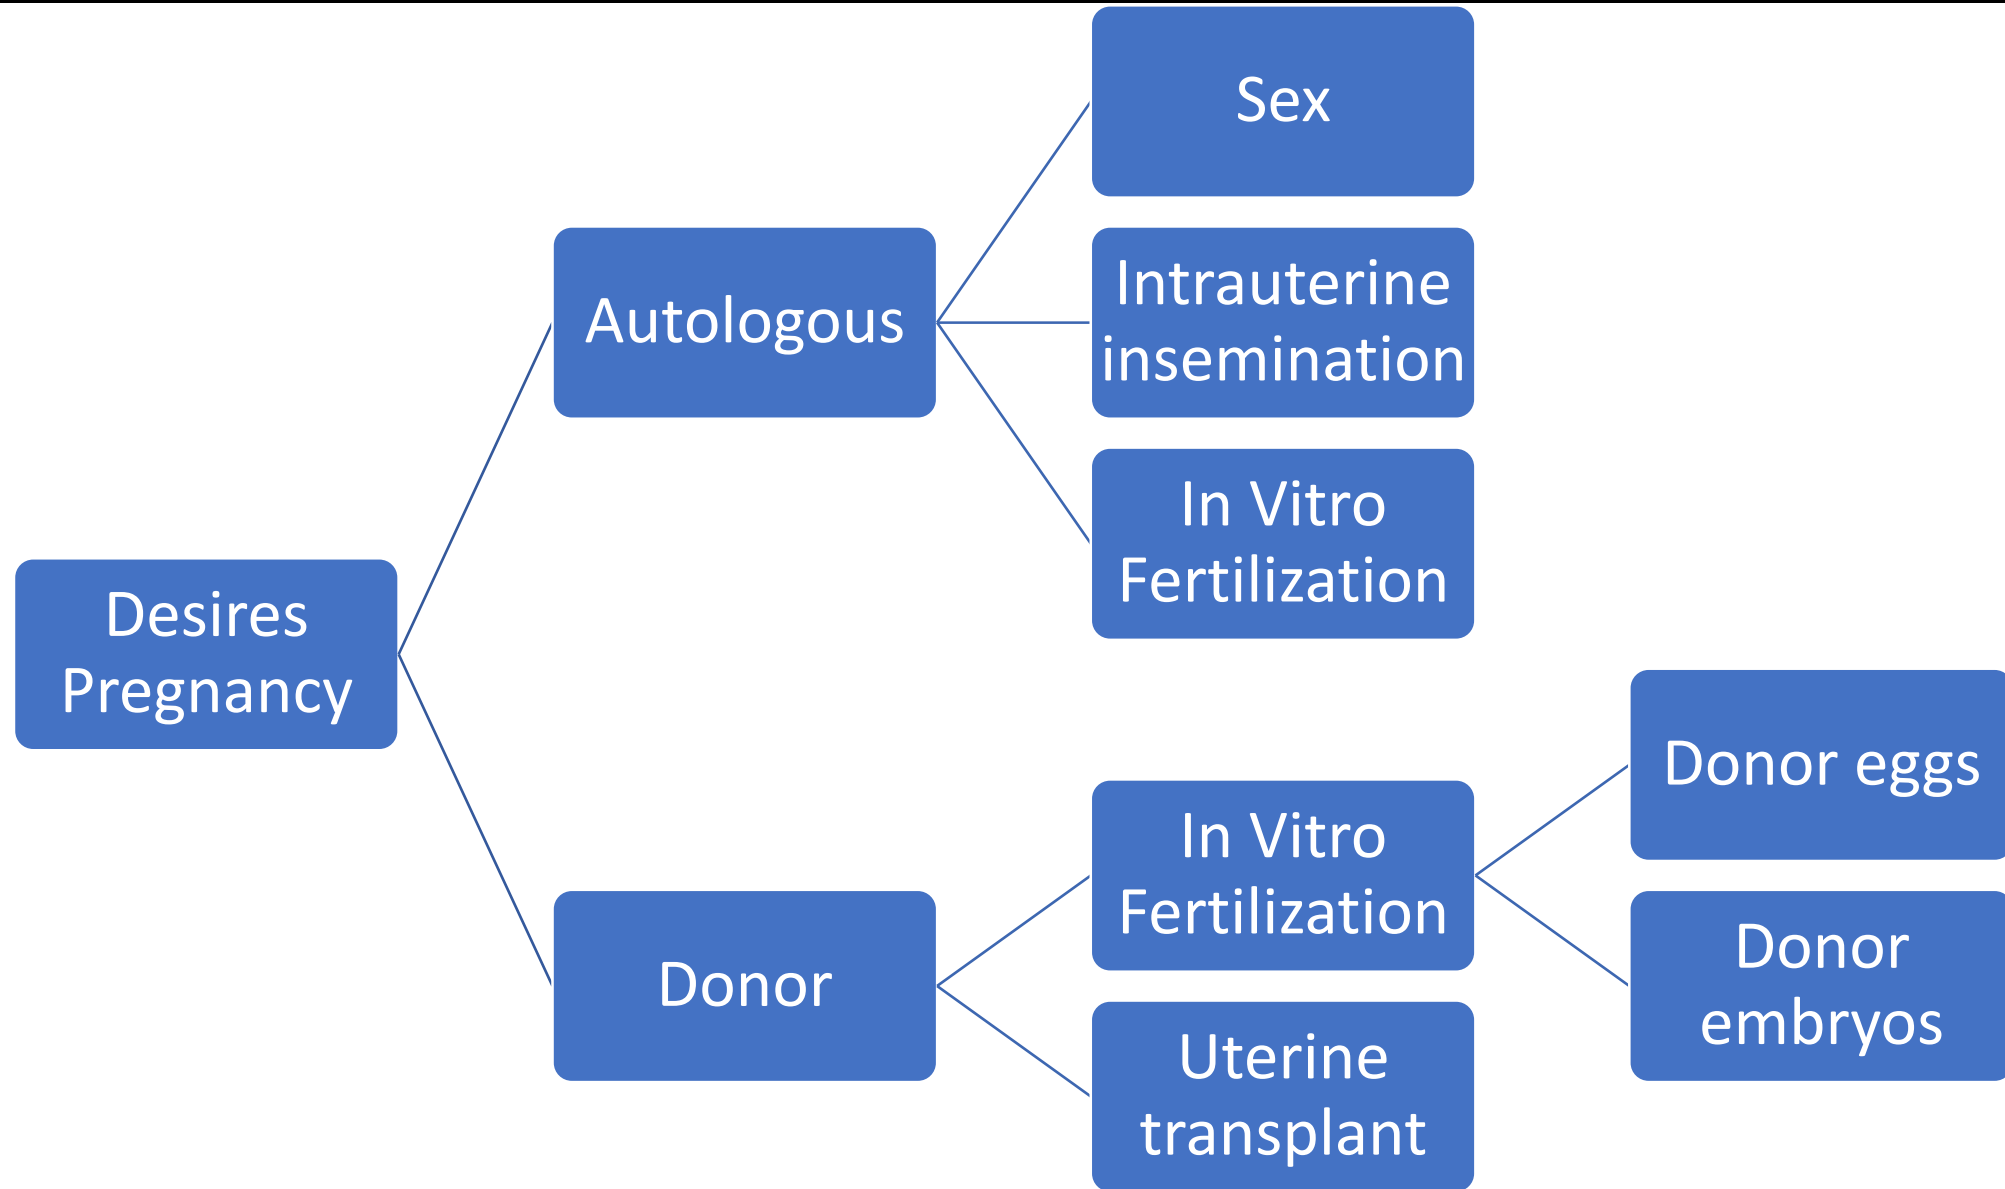 Desires
Pregnancy
Autologous
Sex
Intrauterine
insemination
In Vitro
Fertilization
Donor
In Vitro
Fertilization
Donor eggs
Donor
embryos
Uterine
transplant